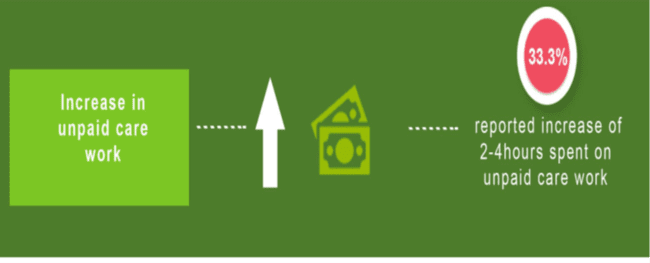 Increase in
unpaid care
work
33.3%
reported increase of
2-4hours spent on
unpaid care work